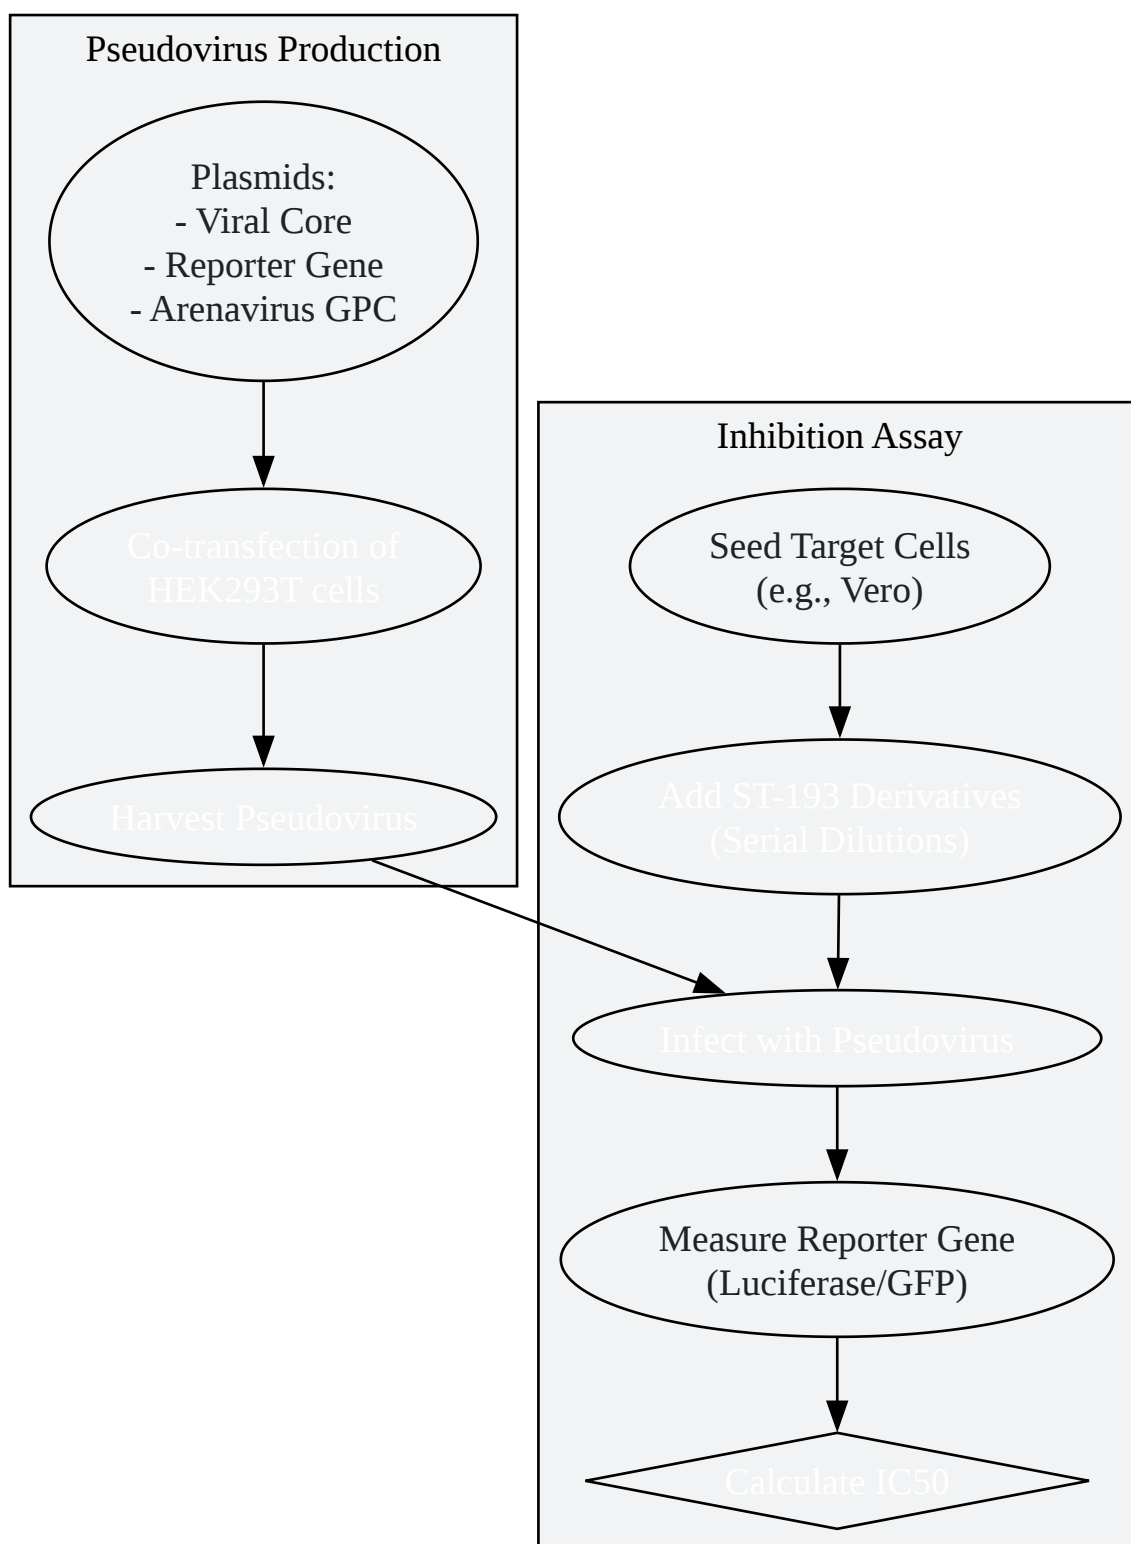 Pseudovirus Production
Plasmids:
- Viral Core
- Reporter Gene
- Arenavirus GPC
Co-transfection of
HEK293T cells
Harvest Pseudovirus
Inhibition Assay
Seed Target Cells
(e.g., Vero)
Add ST-193 Derivatives
(Serial Dilutions)
Infect with Pseudovirus
Measure Reporter Gene
(Luciferase/GFP)
Calculate IC50